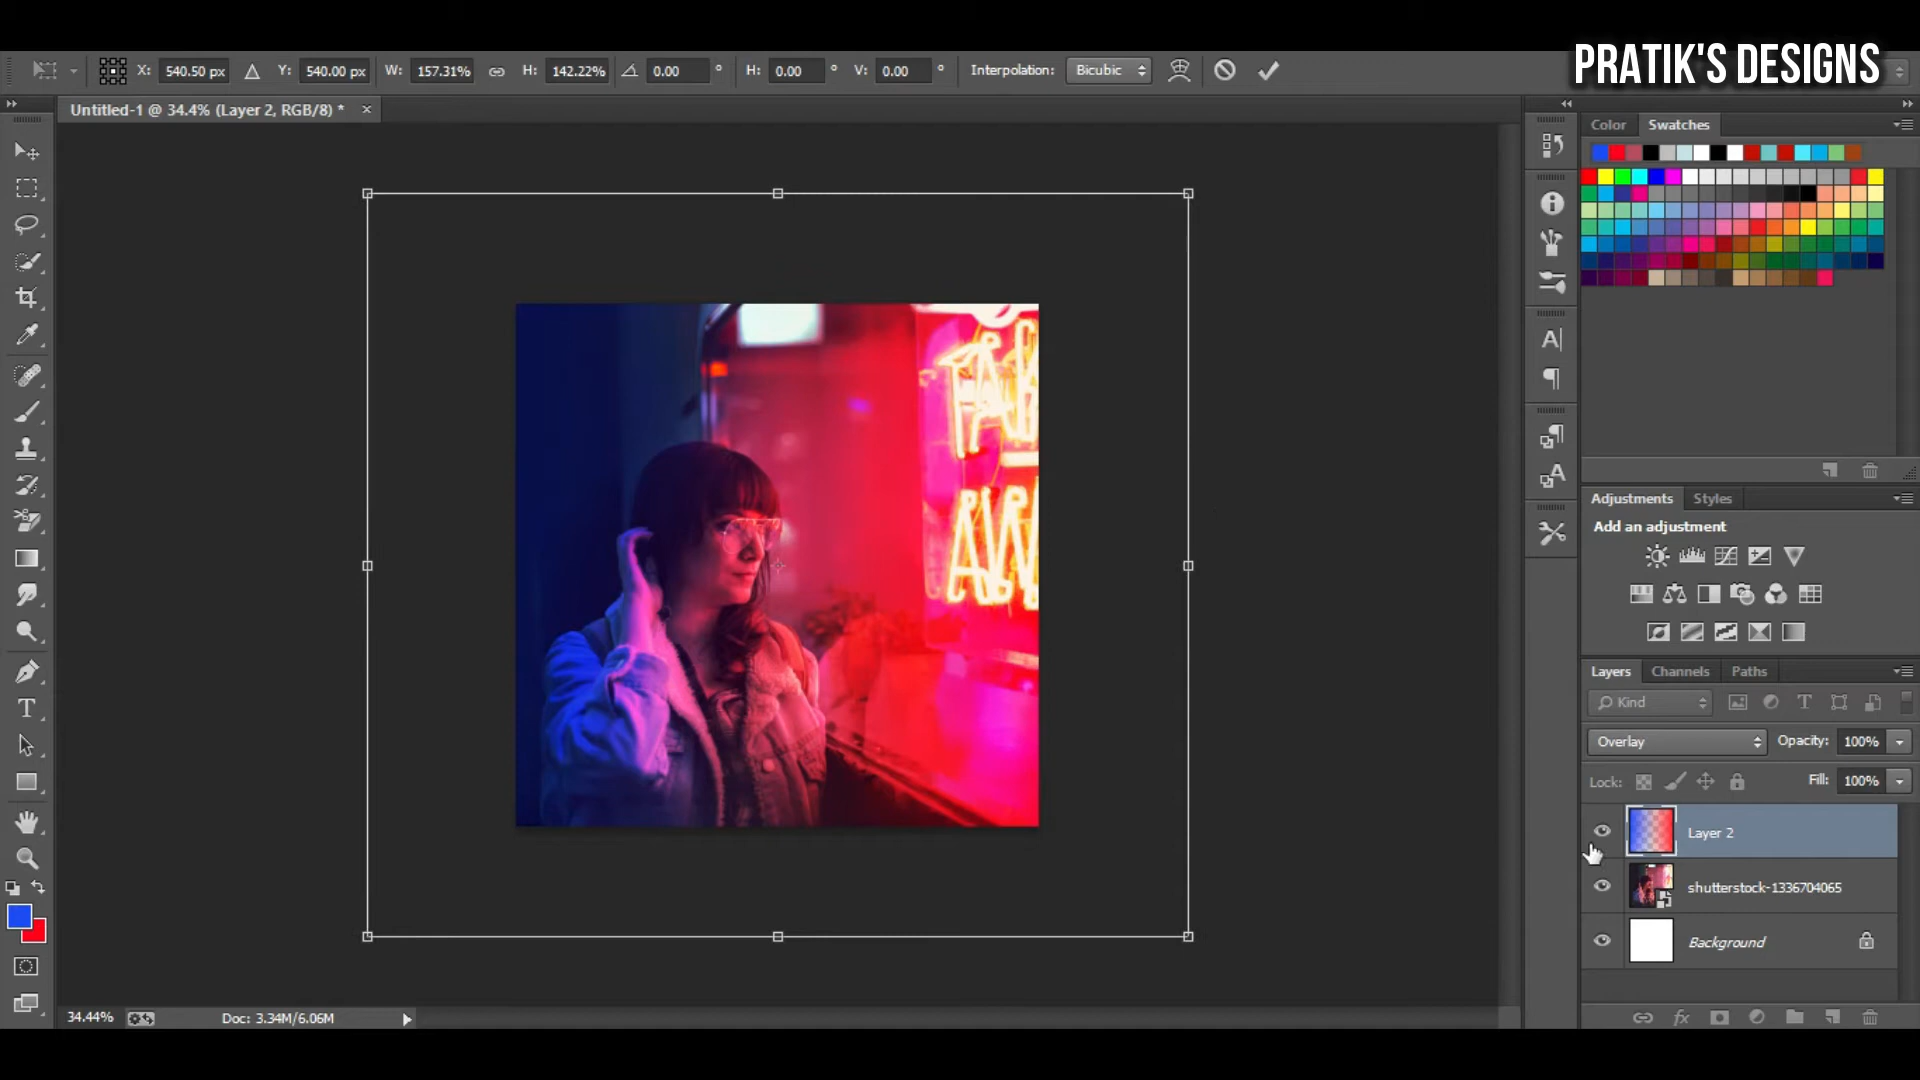 PRATIK'S DESIGNS
X: 540.50 px Y: 540.00 px W: 157.31% H: 142.22% 0.00 ° H: 0.00 ° V: 0.00 ° Interpolation: Bicubic
Untitled-1 @ 34.4% (Layer 2, RGB/8) * ×
Color Swatches
Adjustments Styles
Add an adjustment
Layers Channels Paths
Kind
Overlay Opacity: 100%
Lock: Fill: 100%
Layer 2
shutterstock-1336704065
Background
34.44% Doc: 3.34M/6.06M